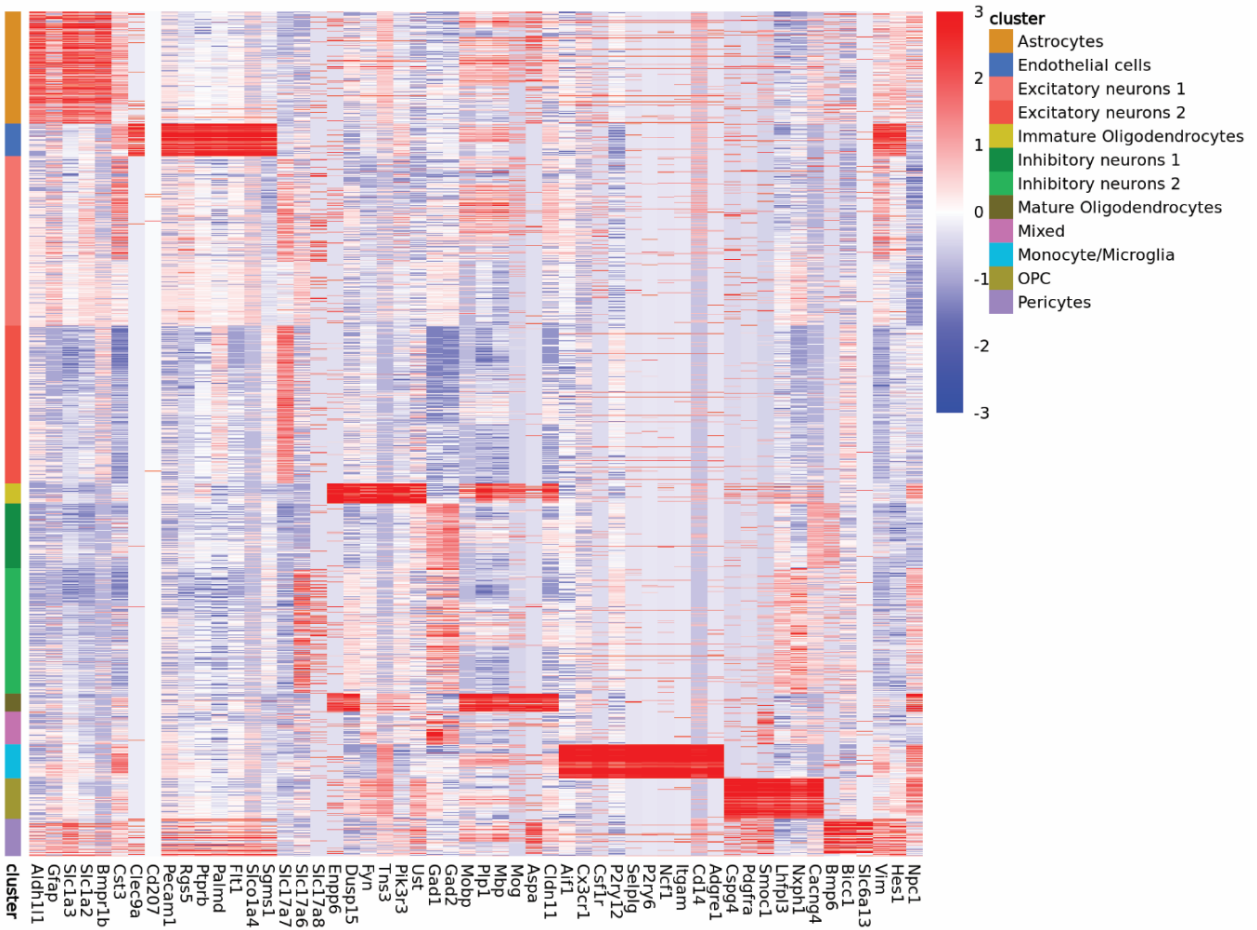 3
2
1
0
-1
-2
-3
cluster
Astrocytes
Endothelial cells
Excitatory neurons 1
Excitatory neurons 2
Immature Oligodendrocytes
Inhibitory neurons 1
Inhibitory neurons 2
Mature Oligodendrocytes
Mixed
Monocyte/Microglia
OPC
Pericytes
cluster
Aldh1l1
Gfap
Slc1a3
Slc1a2
Bmpr1b
Cst3
Clec9a
Cd207
Pecam1
Rgs5
Ptprb
Palmd
Flt1
Slco1a4
Sgms1
Slc17a7
Slc17a6
Slc17a8
Enpp6
Dusp15
Fyn
Tns3
Pik3r3
Ust
Gad1
Gad2
Mobp
Plp1
Mbp
Mog
Aspa
Cldn11
Aif1
Cx3cr1
Csf1r
P2ry12
Selplg
P2ry6
Ncf1
Itgam
Cd14
Adgre1
Cspg4
Pdgfra
Smoc1
Lhfpl3
Nxph1
Cacng4
Bmp6
Bicc1
Slc6a13
Vim
Hes1
Npc1